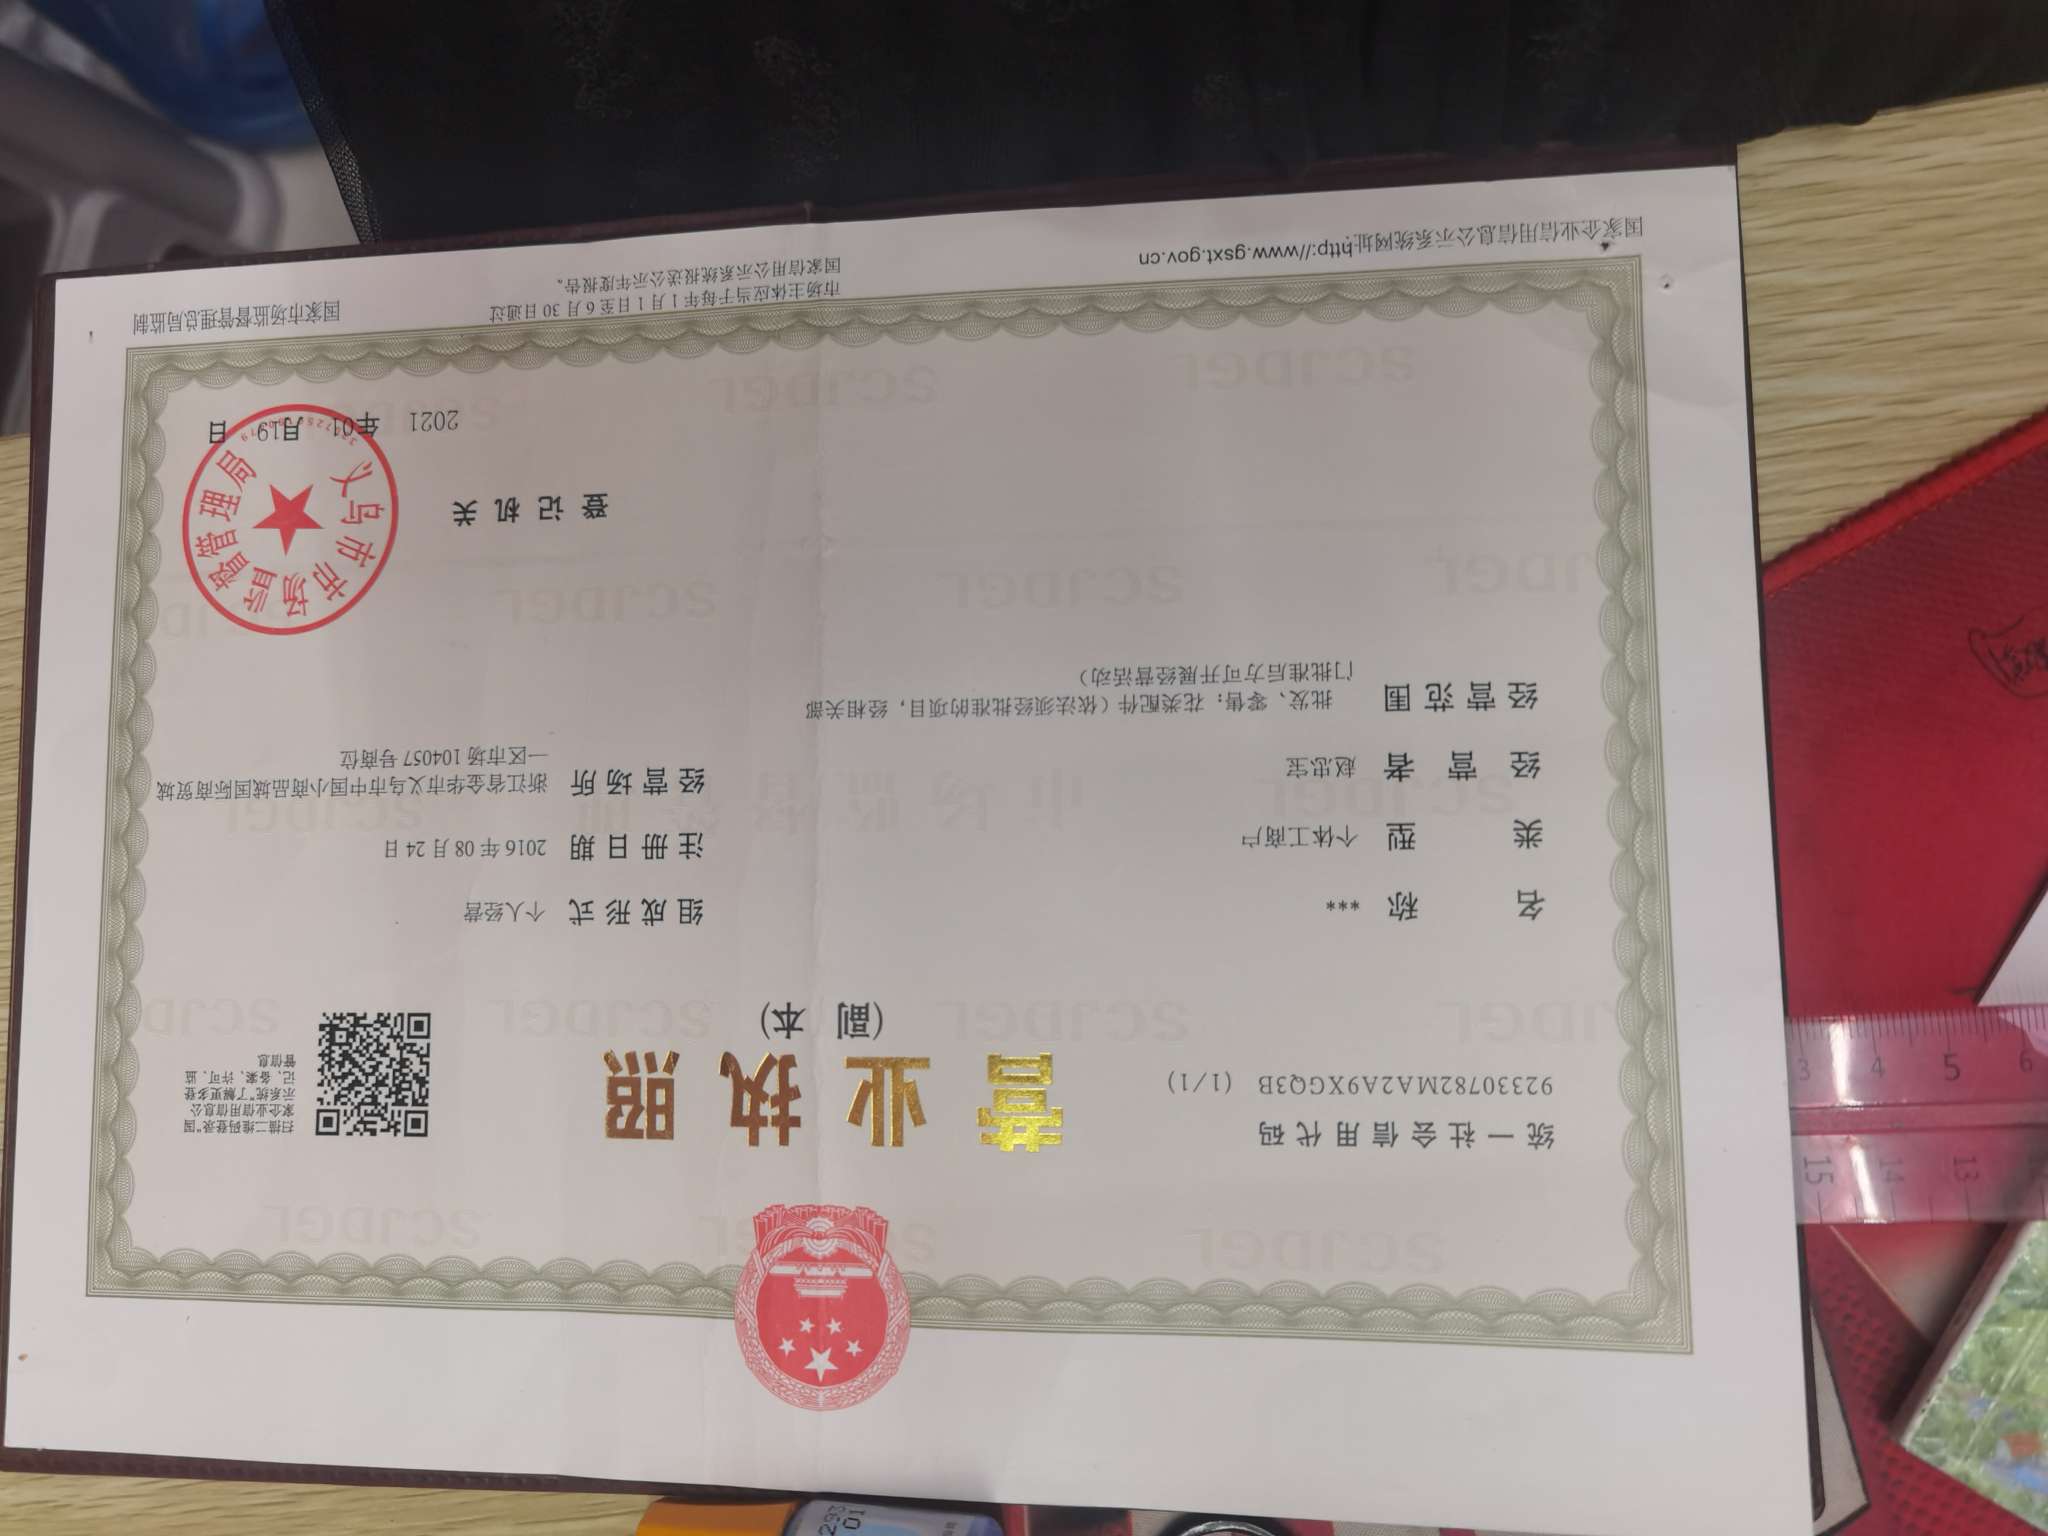 统一社会信用代码
92330782MA2A9XGQ3B (1/1)
营业执照
(副本)
扫描二维码登录“国
家企业信用信息公
示系统”了解更多登
记、备案、许可、监
管信息
名称 ***
组成形式 个人经营
类型 个体工商户
注册日期 2016年08月24日
经营者 赵忠宝
经营场所 浙江省金华市义乌市中国小商品城国际商贸城
一区市场104057号商位
经营范围 批发、零售：花类配件（依法须经批准的项目，经相关部
门批准后方可开展经营活动）
登记机关
义乌市市场监督管理局
2021年01月19日
国家企业信用信息公示系统网址:http://www.gsxt.gov.cn
市场主体应当于每年1月1日至6月30日通过
国家信用公示系统报送公示年度报告。
国家市场监督管理总局监制
SCJDGL
3 4 5 6
15 14 13